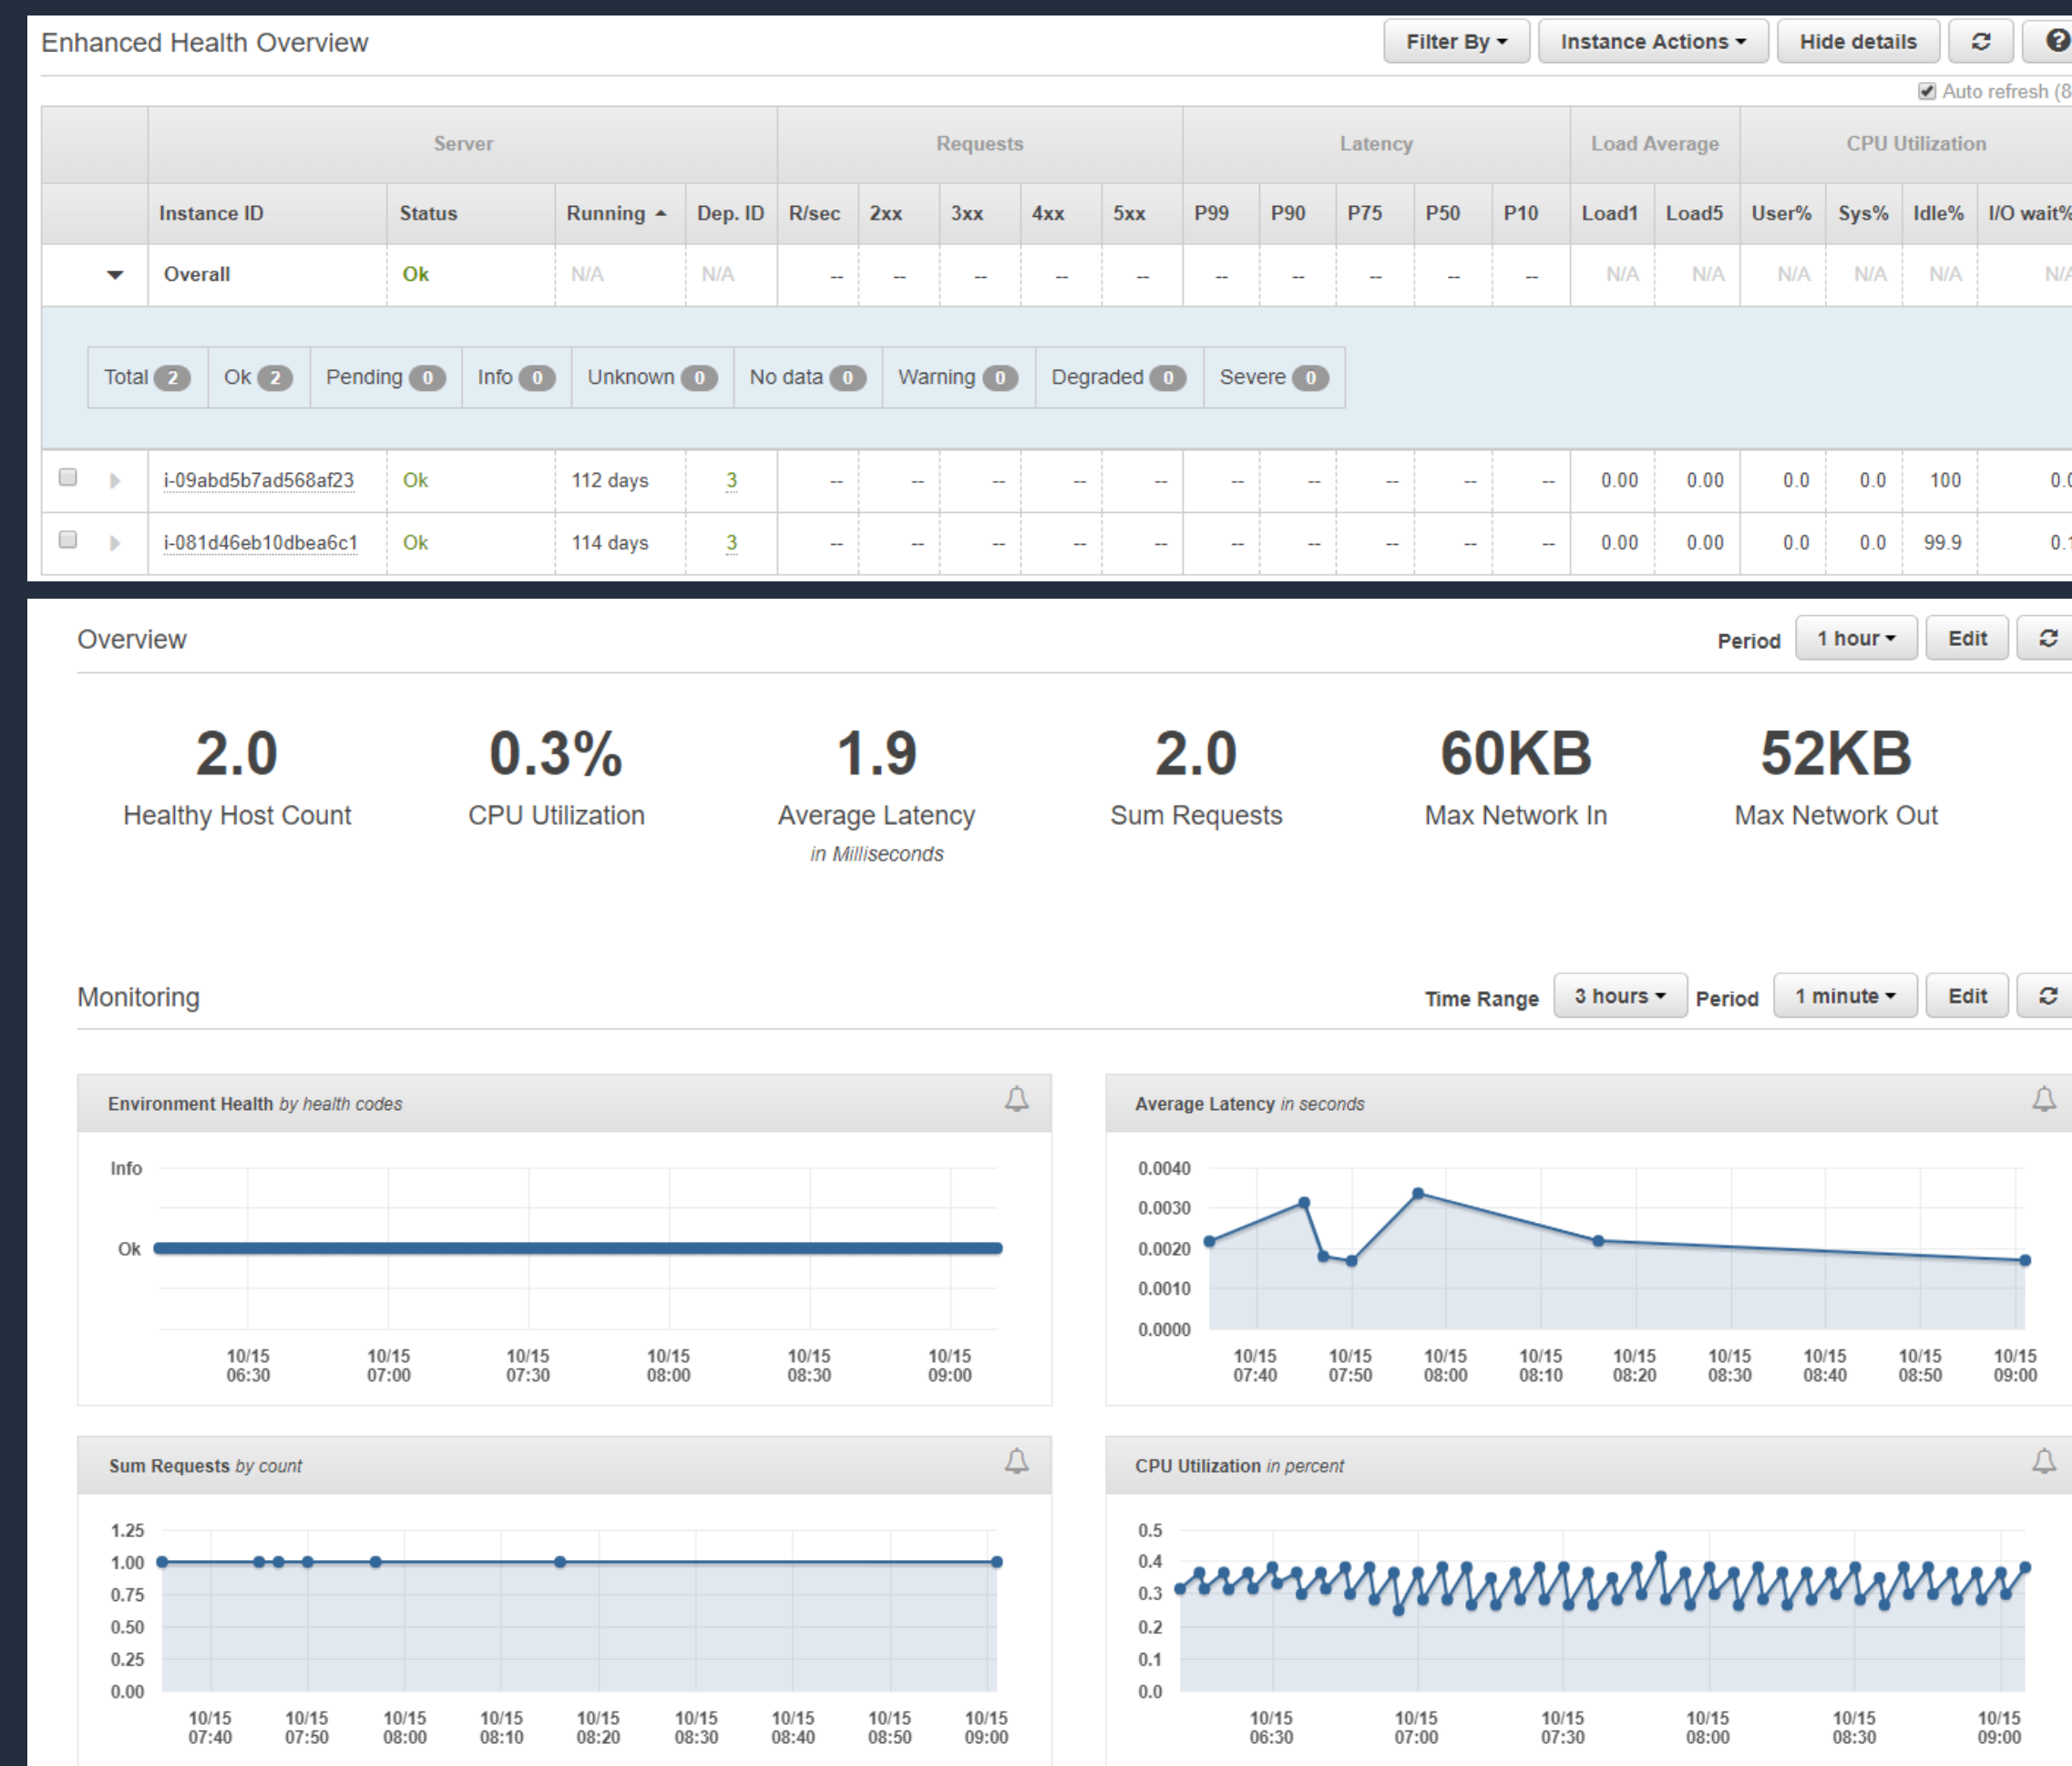 Enhanced Health Overview Filter By Instance Actions Hide details
Auto refresh (8
Server Requests Latency Load Average CPU Utilization
Instance ID Status Running Dep. ID R/sec 2xx 3xx 4xx 5xx P99 P90 P75 P50 P10 Load1 Load5 User% Sys% Idle% I/O wait%
Overall Ok N/A N/A -- -- -- -- -- -- -- -- -- -- N/A N/A N/A N/A N/A N/A
Total 2 Ok 2 Pending 0 Info 0 Unknown 0 No data 0 Warning 0 Degraded 0 Severe 0
i-09abd5b7ad568af23 Ok 112 days 3 -- -- -- -- -- -- -- -- -- -- 0.00 0.00 0.0 0.0 100 0.0
i-081d46eb10dbea6c1 Ok 114 days 3 -- -- -- -- -- -- -- -- -- -- 0.00 0.00 0.0 0.0 99.9 0.1
Overview Period 1 hour Edit
2.0 0.3% 1.9 2.0 60KB 52KB
Healthy Host Count CPU Utilization Average Latency Sum Requests Max Network In Max Network Out
in Milliseconds
Monitoring Time Range 3 hours Period 1 minute Edit
Environment Health by health codes
Info
Ok
10/15 10/15 10/15 10/15 10/15 10/15
06:30 07:00 07:30 08:00 08:30 09:00
Average Latency in seconds
0.0040
0.0030
0.0020
0.0010
0.0000
10/15 10/15 10/15 10/15 10/15 10/15 10/15 10/15 10/15
07:40 07:50 08:00 08:10 08:20 08:30 08:40 08:50 09:00
Sum Requests by count
1.25
1.00
0.75
0.50
0.25
0.00
10/15 10/15 10/15 10/15 10/15 10/15 10/15 10/15 10/15
07:40 07:50 08:00 08:10 08:20 08:30 08:40 08:50 09:00
CPU Utilization in percent
0.5
0.4
0.3
0.2
0.1
0.0
10/15 10/15 10/15 10/15 10/15 10/15
06:30 07:00 07:30 08:00 08:30 09:00